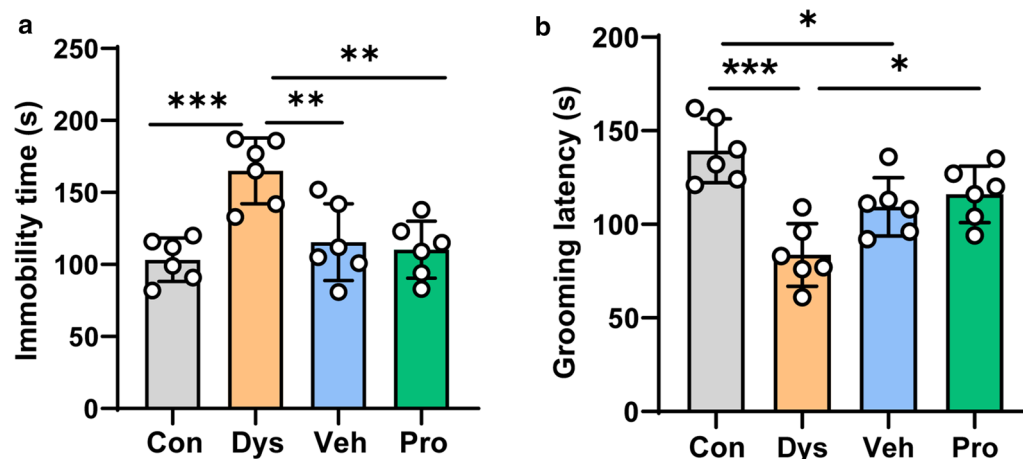 a
Immobility time (s)
250
200
150
100
50
0
***
**
**
Con Dys Veh Pro
b
Grooming latency (s)
200
150
100
50
0
*
***
*
Con Dys Veh Pro